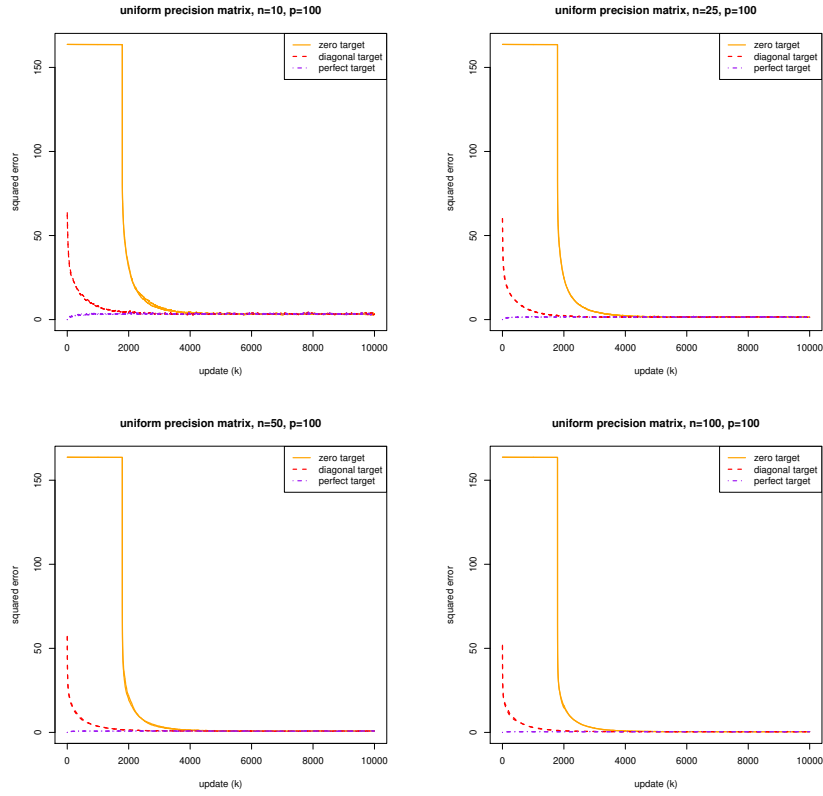 uniform precision matrix, n=10, p=100
zero target
diagonal target
perfect target
squared error
150
100
50
0
0 2000 4000 6000 8000 10000
update (k)
uniform precision matrix, n=25, p=100
zero target
diagonal target
perfect target
squared error
150
100
50
0
0 2000 4000 6000 8000 10000
update (k)
uniform precision matrix, n=50, p=100
zero target
diagonal target
perfect target
squared error
150
100
50
0
0 2000 4000 6000 8000 10000
update (k)
uniform precision matrix, n=100, p=100
zero target
diagonal target
perfect target
squared error
150
100
50
0
0 2000 4000 6000 8000 10000
update (k)